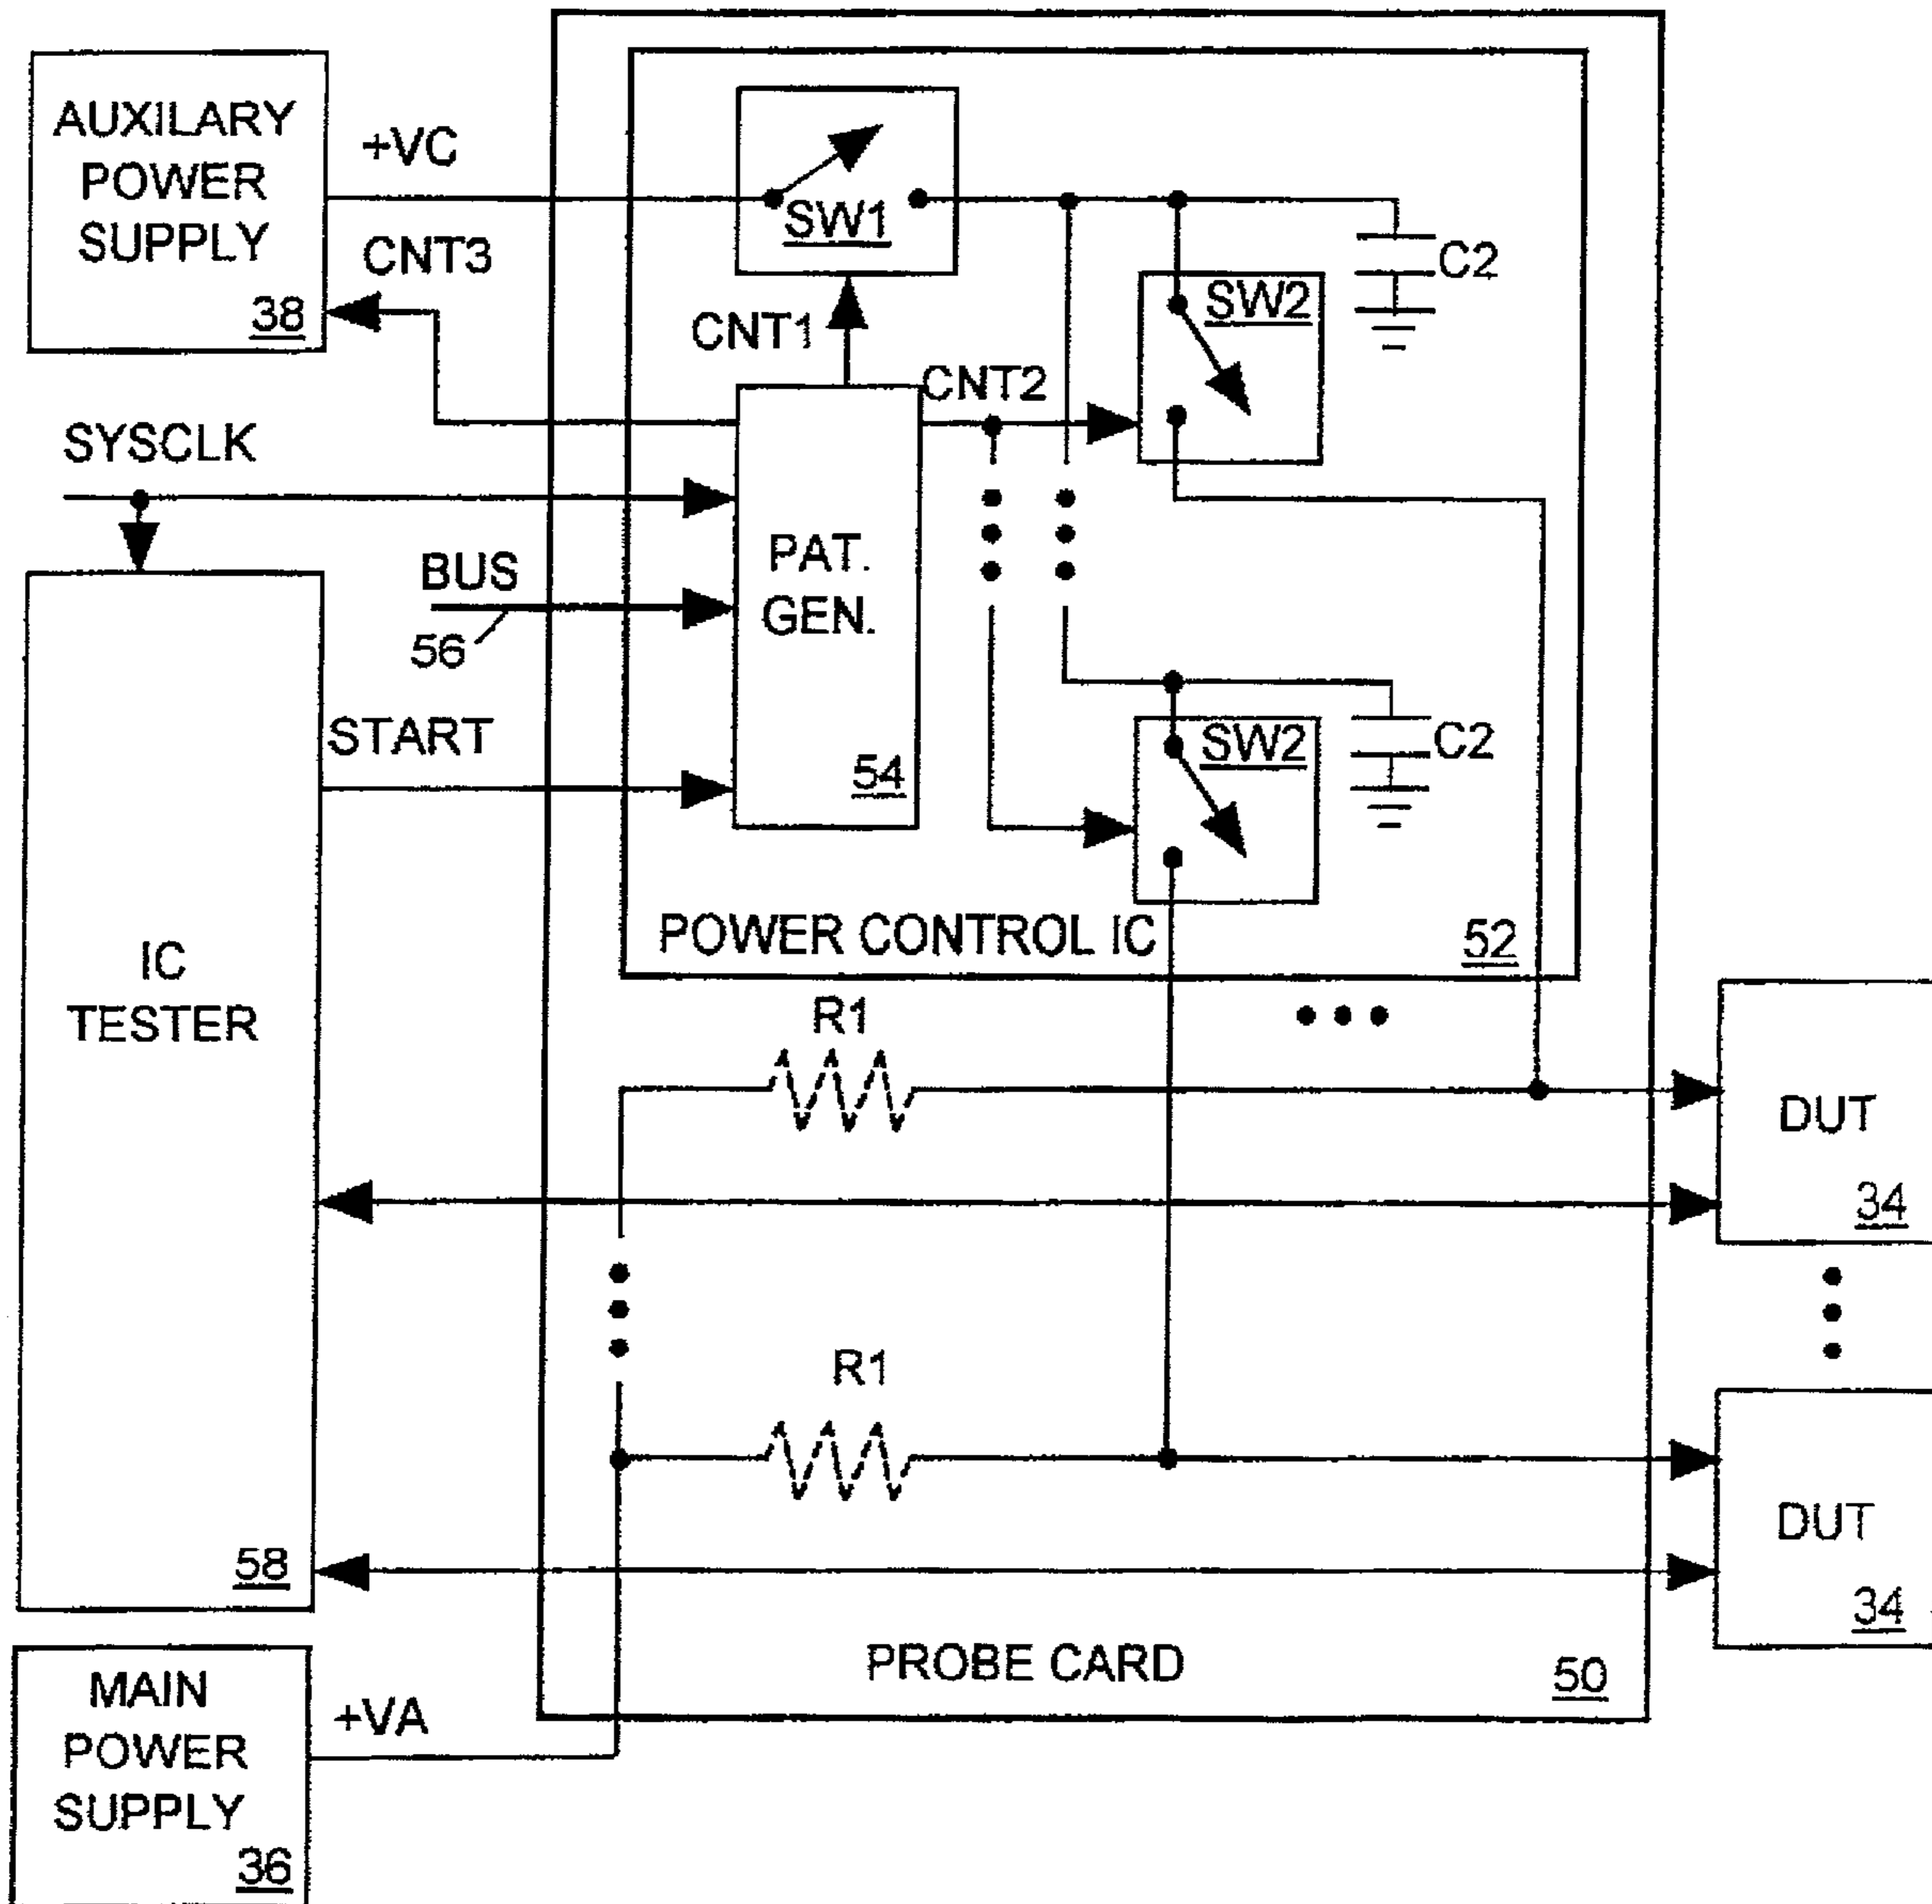 AUXILARY
POWER
SUPPLY
38
+VC
CNT3
SW1
CNT1
CNT2
SW2
C2
SYSCLK
BUS
56
PAT.
GEN.
54
START
SW2
C2
POWER CONTROL IC
52
IC
TESTER
58
R1
DUT
34
R1
DUT
34
PROBE CARD
50
MAIN
POWER
SUPPLY
36
+VA